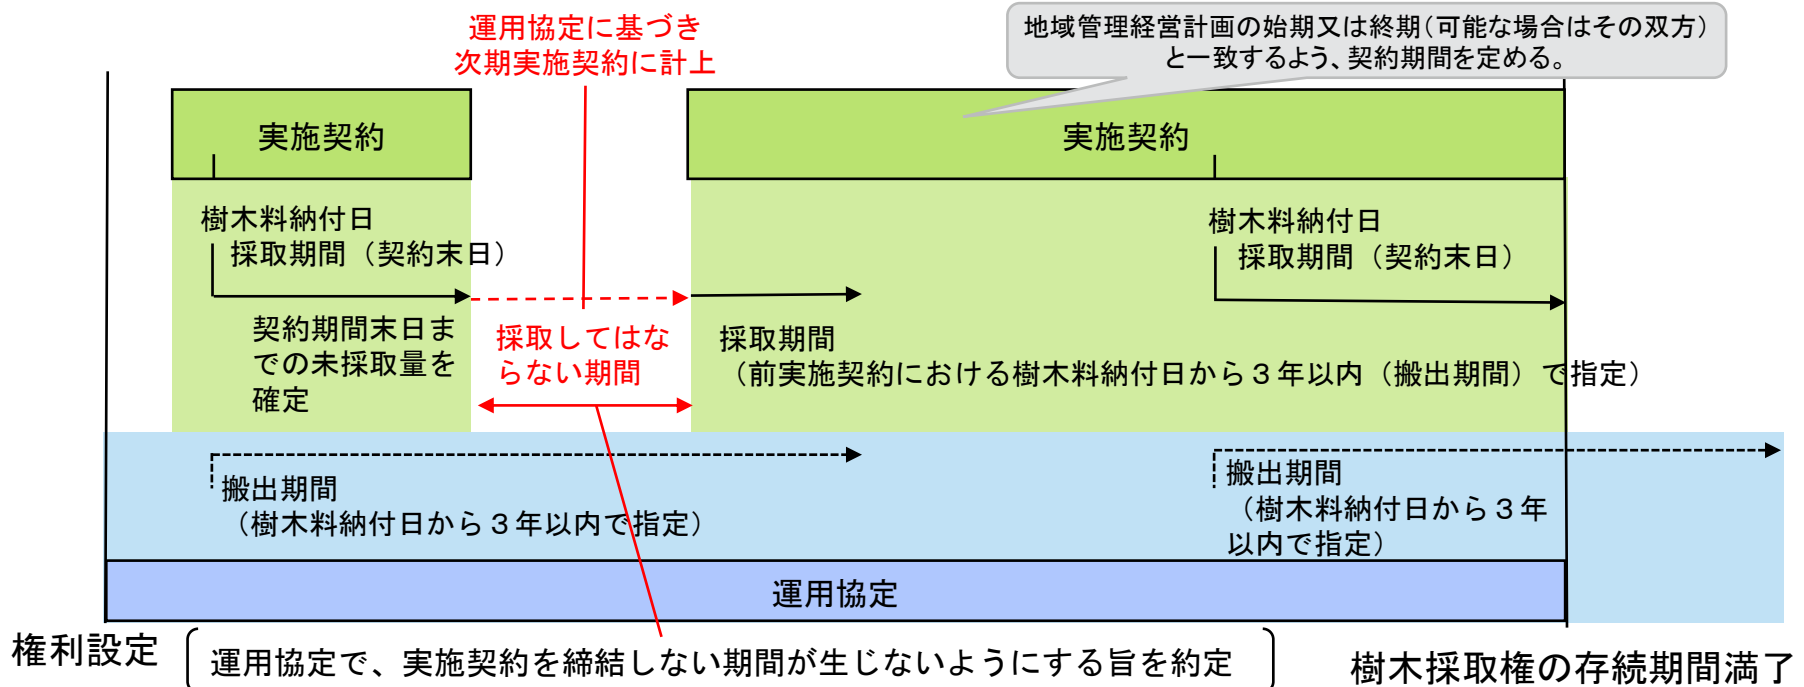 運用協定に基づき
次期実施契約に計上
地域管理経営計画の始期又は終期（可能な場合はその双方）
と一致するよう、契約期間を定める。
実施契約
実施契約
樹木料納付日
採取期間（契約末日）
樹木料納付日
採取期間（契約末日）
契約期間末日ま
での未採取量を
確定
採取してはな
らない期間
採取期間
（前実施契約における樹木料納付日から３年以内（搬出期間）で指定）
搬出期間
（樹木料納付日から３年以内で指定）
搬出期間
（樹木料納付日から３年
以内で指定）
運用協定
権利設定
運用協定で、実施契約を締結しない期間が生じないようにする旨を約定
樹木採取権の存続期間満了